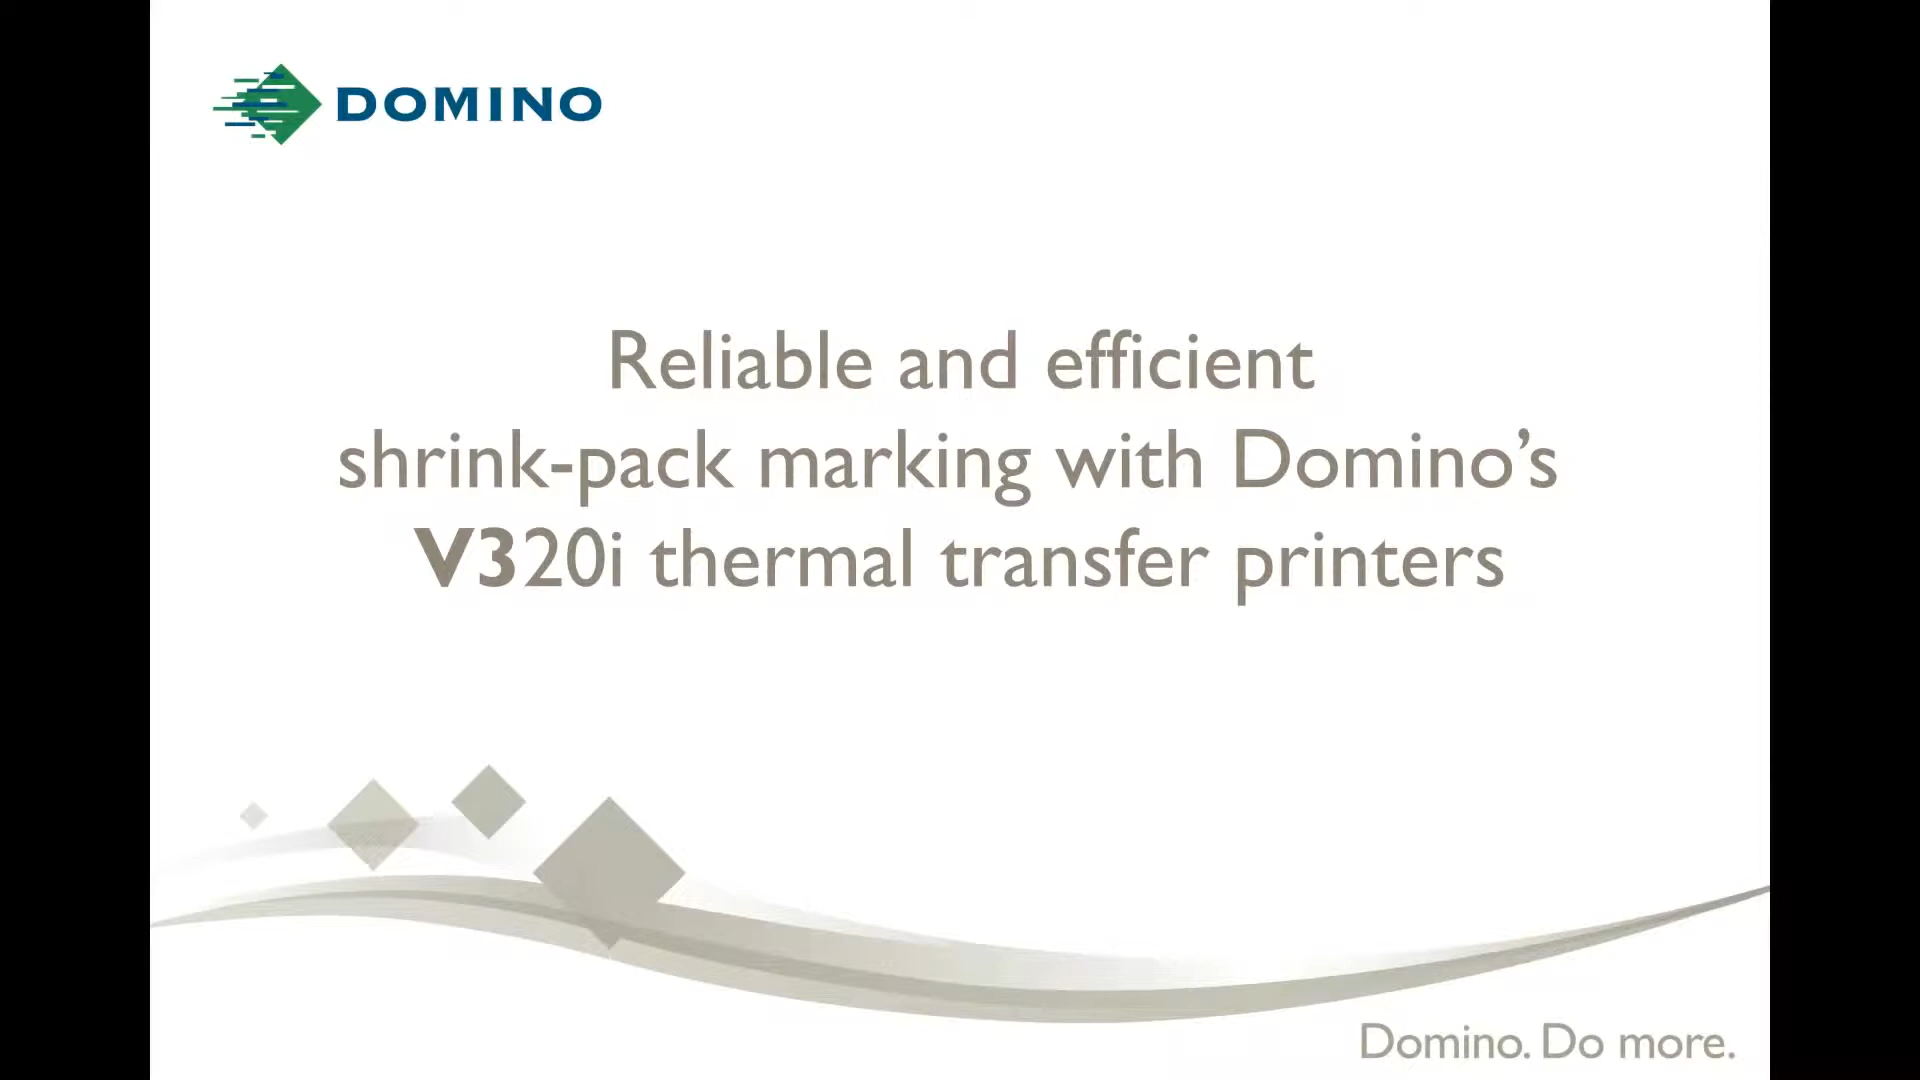 DOMINO
Reliable and efficient
shrink-pack marking with Domino’s
V320i thermal transfer printers
Domino. Do more.